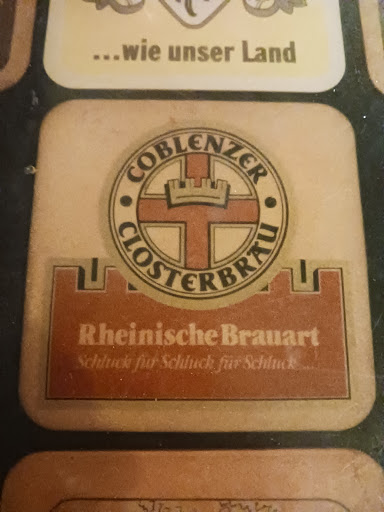 ...wie unser Land
COBLENZER
CLOSTERBRÄU
Rheinische Brauart
Schluck für Schluck für Schluck ...